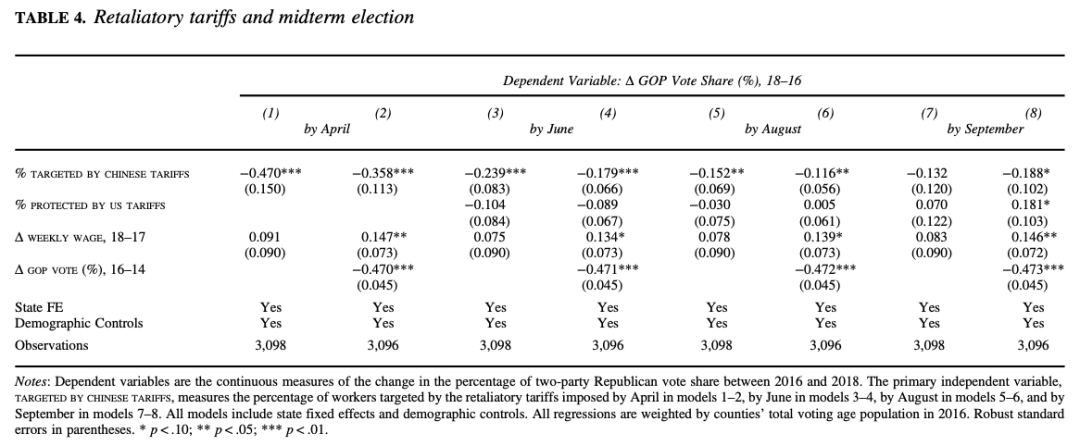 TABLE 4. Retaliatory tariffs and midterm election
Dependent Variable: Δ GOP Vote Share (%), 18–16
(1) (2) (3) (4) (5) (6) (7) (8)
by April by June by August by September
% TARGETED BY CHINESE TARIFFS −0.470*** −0.358*** −0.239*** −0.179*** −0.152** −0.116** −0.132 −0.188*
(0.150) (0.113) (0.083) (0.066) (0.069) (0.056) (0.120) (0.102)
% PROTECTED BY US TARIFFS −0.104 −0.089 −0.030 0.005 0.070 0.181*
(0.084) (0.067) (0.075) (0.061) (0.122) (0.103)
Δ WEEKLY WAGE, 18–17 0.091 0.147** 0.075 0.134* 0.078 0.139* 0.083 0.146**
(0.090) (0.073) (0.090) (0.073) (0.090) (0.073) (0.090) (0.072)
Δ GOP VOTE (%), 16–14 −0.470*** −0.471*** −0.472*** −0.473***
(0.045) (0.045) (0.045) (0.045)
State FE Yes Yes Yes Yes Yes Yes Yes Yes
Demographic Controls Yes Yes Yes Yes Yes Yes Yes Yes
Observations 3,098 3,096 3,098 3,096 3,098 3,096 3,098 3,096
Notes: Dependent variables are the continuous measures of the change in the percentage of two-party Republican vote share between 2016 and 2018. The primary independent variable,
TARGETED BY CHINESE TARIFFS, measures the percentage of workers targeted by the retaliatory tariffs imposed by April in models 1–2, by June in models 3–4, by August in models 5–6, and by
September in models 7–8. All models include state fixed effects and demographic controls. All regressions are weighted by counties’ total voting age population in 2016. Robust standard
errors in parentheses. * p < .10; ** p < .05; *** p < .01.